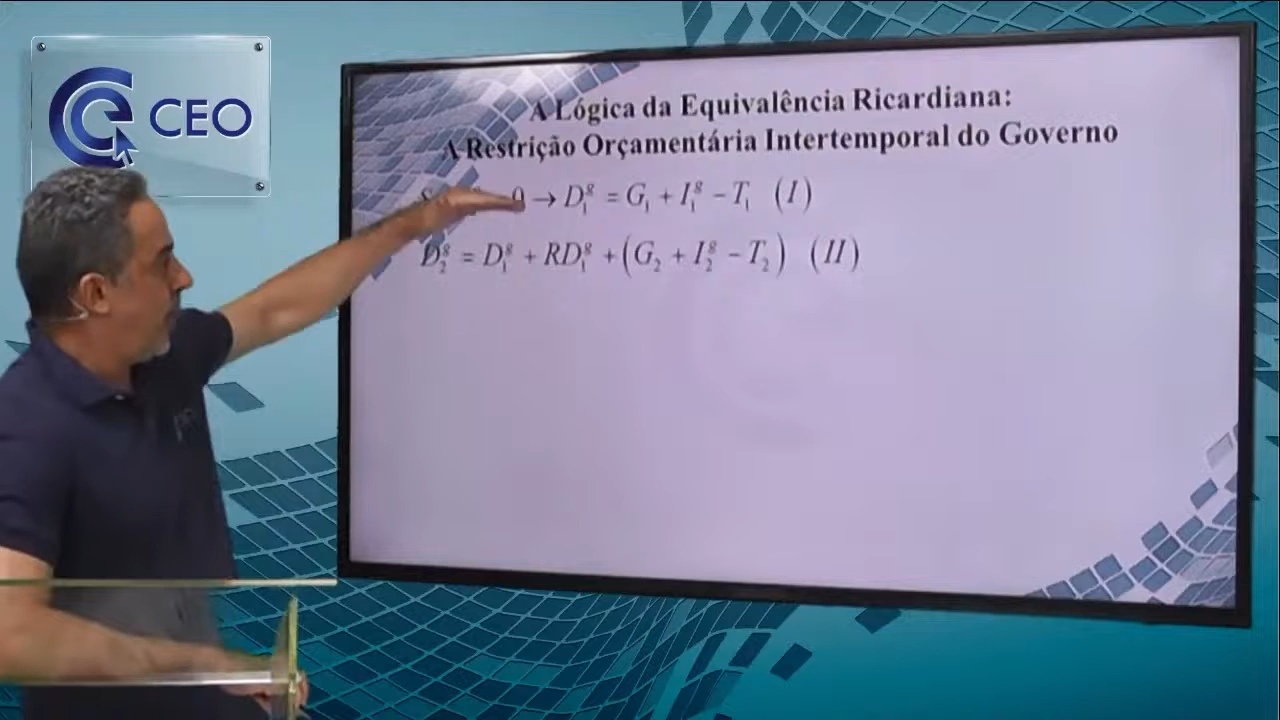 CEO
A Lógica da Equivalência Ricardiana:
A Restrição Orçamentária Intertemporal do Governo
0 → D₁ᵍ = G₁ + I₁ᵍ − T₁ (I)
D₂ᵍ = D₁ᵍ + RD₁ᵍ + (G₂ + I₂ᵍ − T₂) (II)